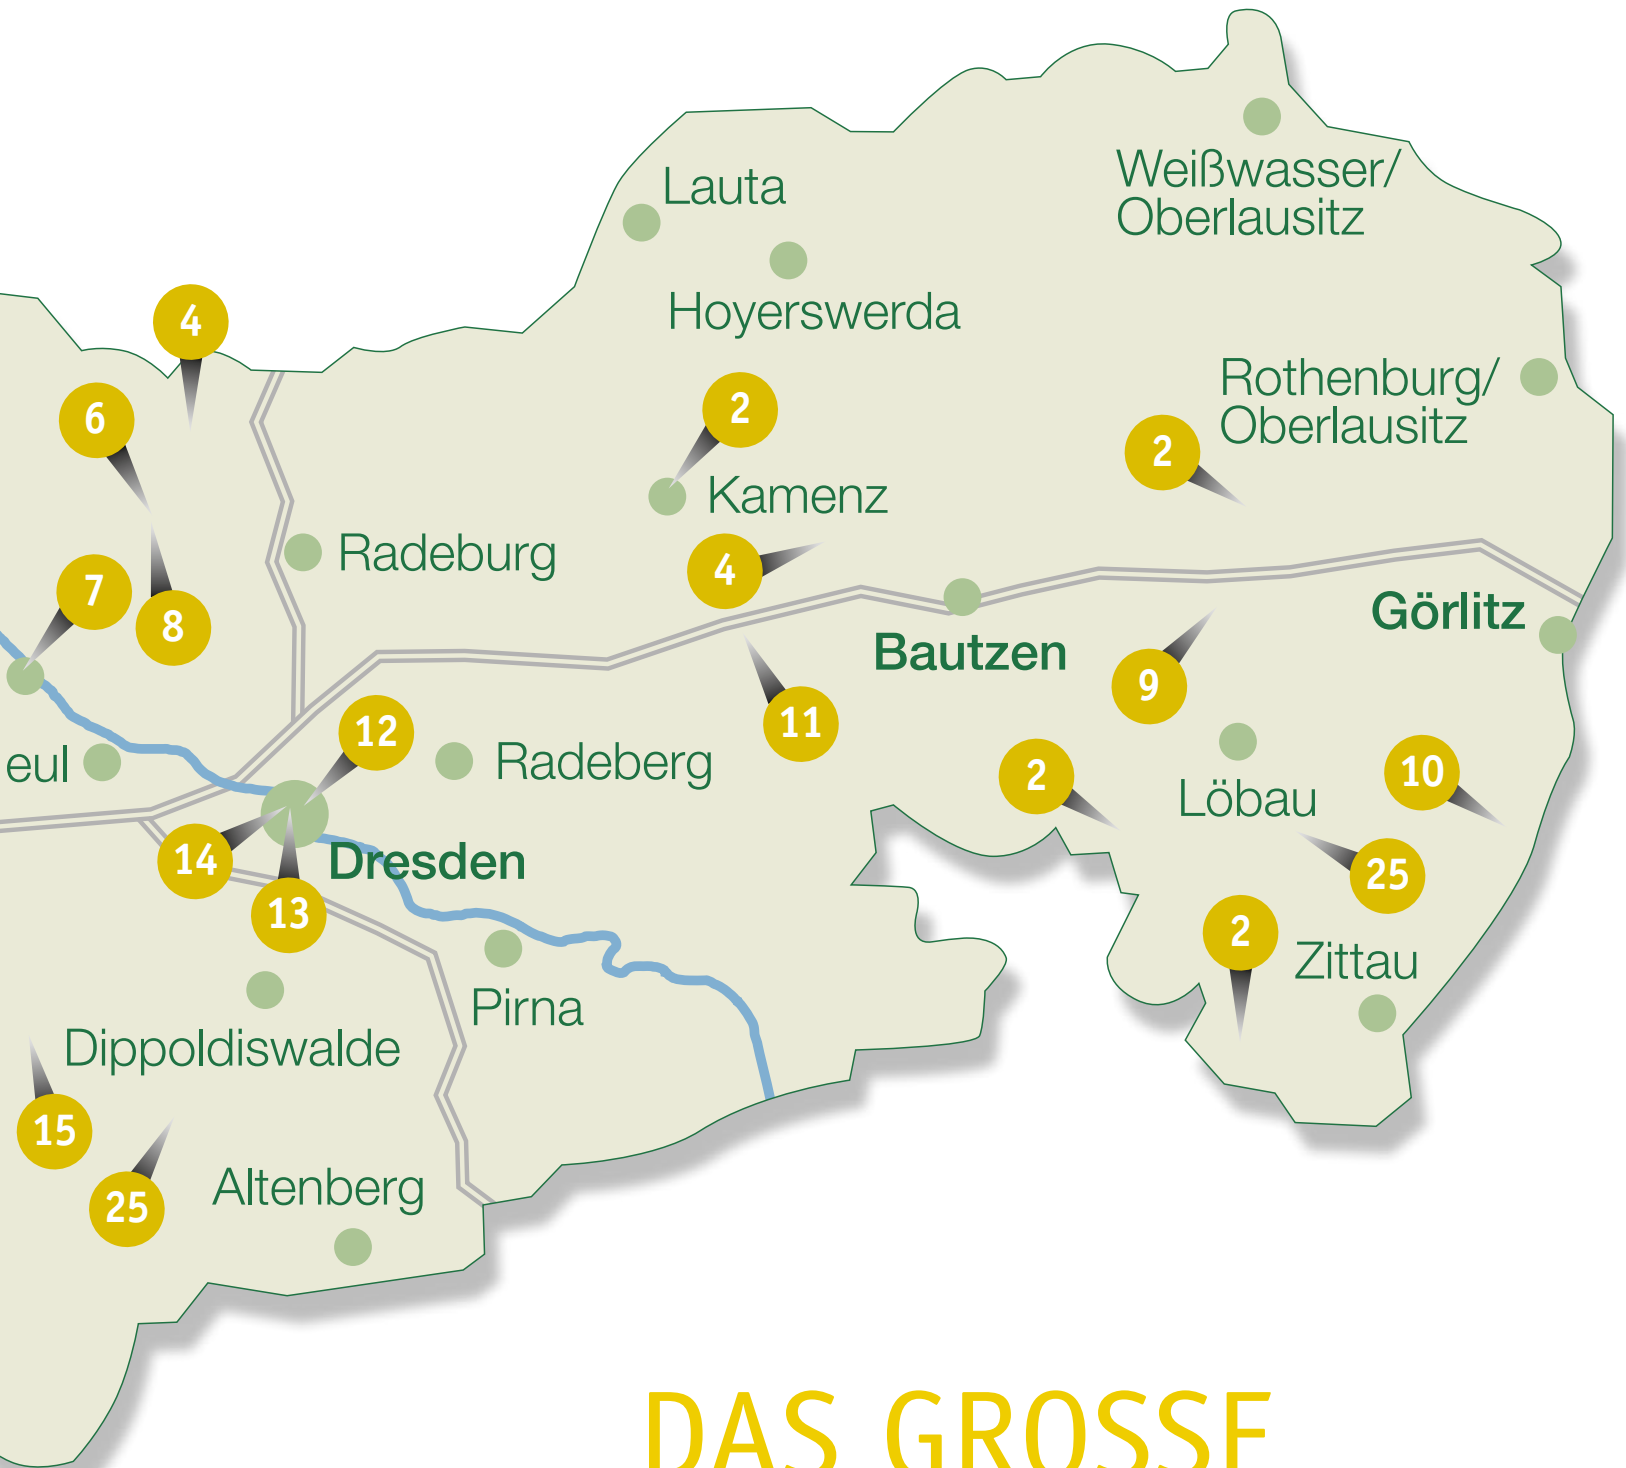 Weißwasser/
Oberlausitz
Lauta
Hoyerswerda
4
Rothenburg/
Oberlausitz
6
2
2
Kamenz
Radeburg
4
7
8
Görlitz
Bautzen
9
11
12
eul
Radeberg
2
Löbau
10
14
Dresden
25
13
2
Zittau
Pirna
Dippoldiswalde
15
Altenberg
25
DAS GROSSE